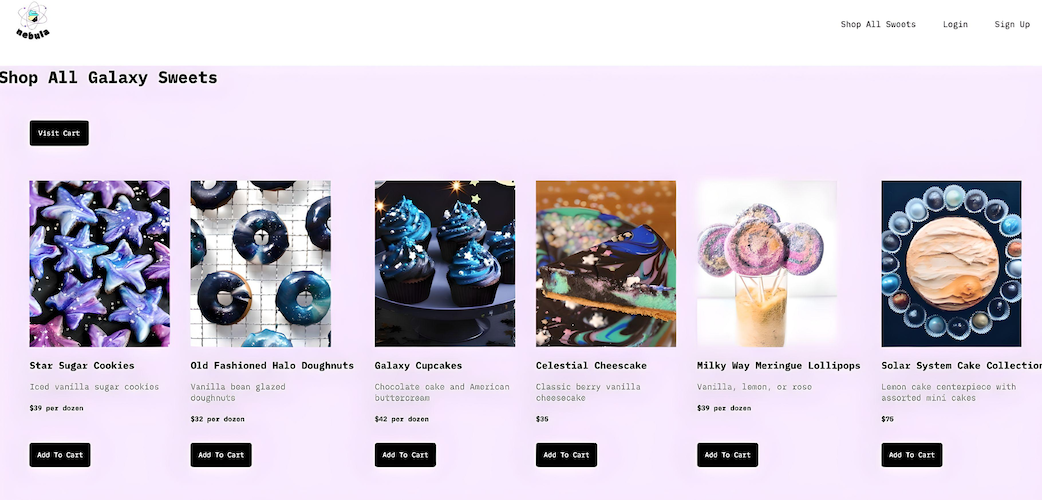 nebula
Shop All Sweets
Login
Sign Up
Shop All Galaxy Sweets
Visit Cart
Star Sugar Cookies
Iced vanilla sugar cookies
$39 per dozen
Add To Cart
Old Fashioned Halo Doughnuts
Vanilla bean glazed
doughnuts
$32 per dozen
Add To Cart
Galaxy Cupcakes
Chocolate cake and American
buttercream
$42 per dozen
Add To Cart
Celestial Cheescake
Classic berry vanilla
cheesecake
$35
Add To Cart
Milky Way Meringue Lollipops
Vanilla, lemon, or rose
$39 per dozen
Add To Cart
Solar System Cake Collection
Lemon cake centerpiece with
assorted mini cakes
$75
Add To Cart